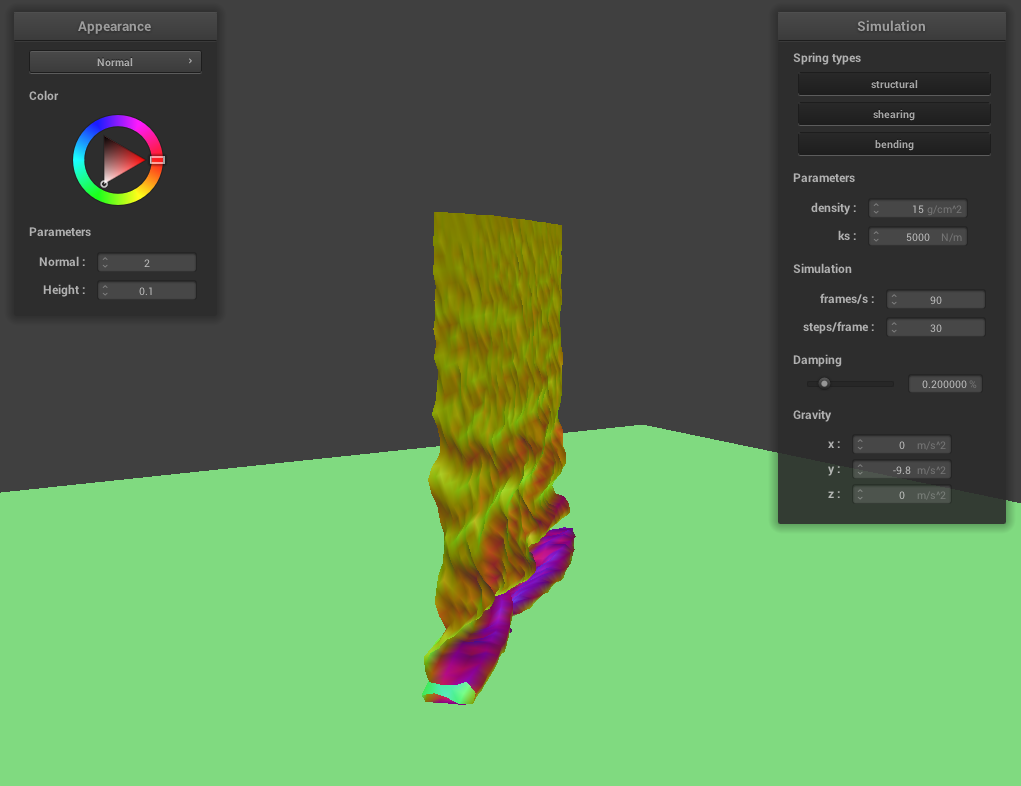 Appearance
Normal
Color
Parameters
Normal : 2
Height : 0.1
Simulation
Spring types
structural
shearing
bending
Parameters
density : 15 g/cm^2
ks : 5000 N/m
Simulation
frames/s : 90
steps/frame : 30
Damping
0.200000 %
Gravity
x : 0 m/s^2
y : -9.8 m/s^2
z : 0 m/s^2